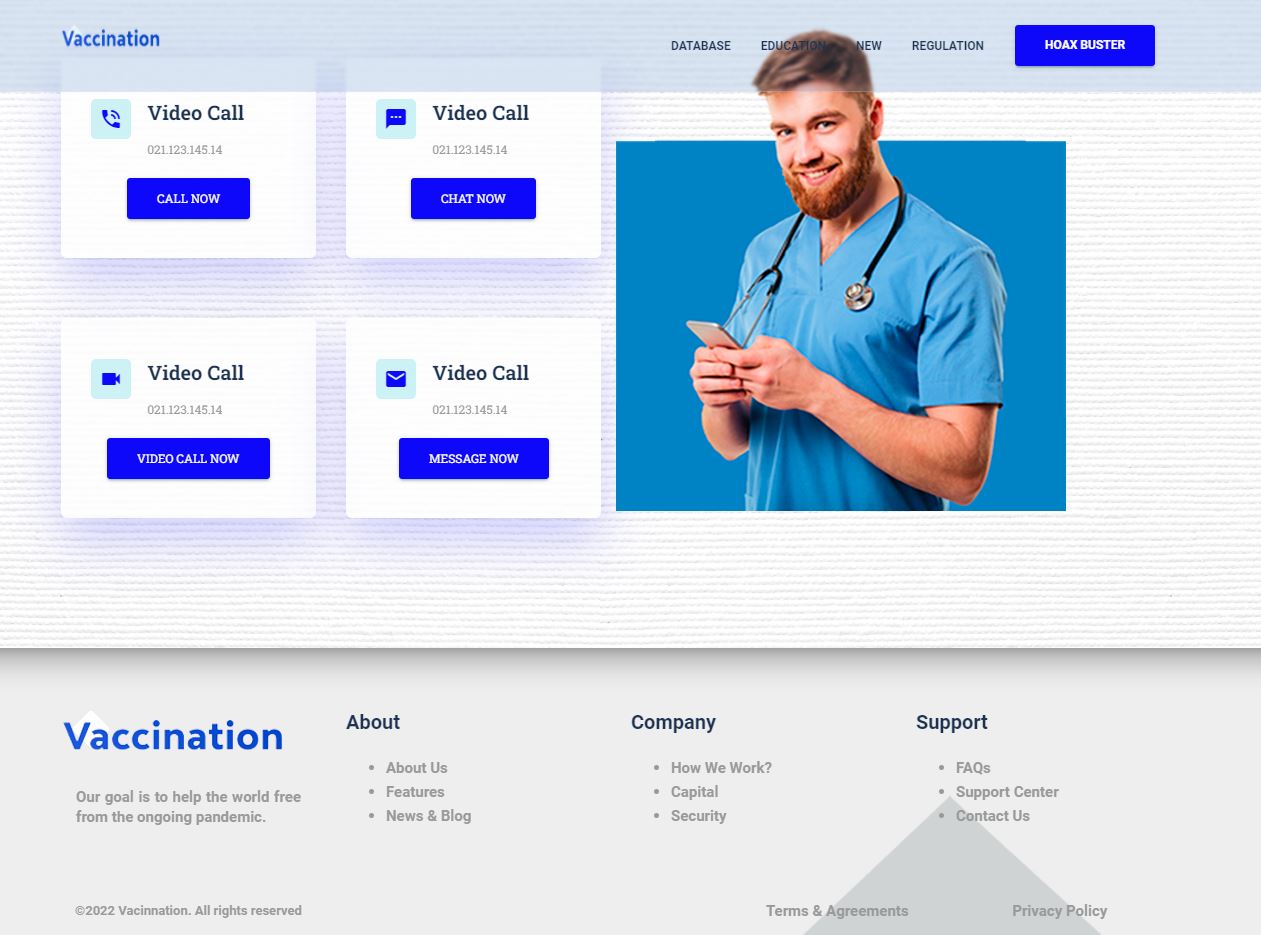 Vaccination
DATABASE
EDUCATION
NEW
REGULATION
HOAX BUSTER
Video Call
021.123.145.14
CALL NOW
Video Call
021.123.145.14
CHAT NOW
Video Call
021.123.145.14
VIDEO CALL NOW
Video Call
021.123.145.14
MESSAGE NOW
Vaccination
Our goal is to help the world free
from the ongoing pandemic.
About
About Us
Features
News & Blog
Company
How We Work?
Capital
Security
Support
FAQs
Support Center
Contact Us
©2022 Vacinnation. All rights reserved
Terms & Agreements
Privacy Policy